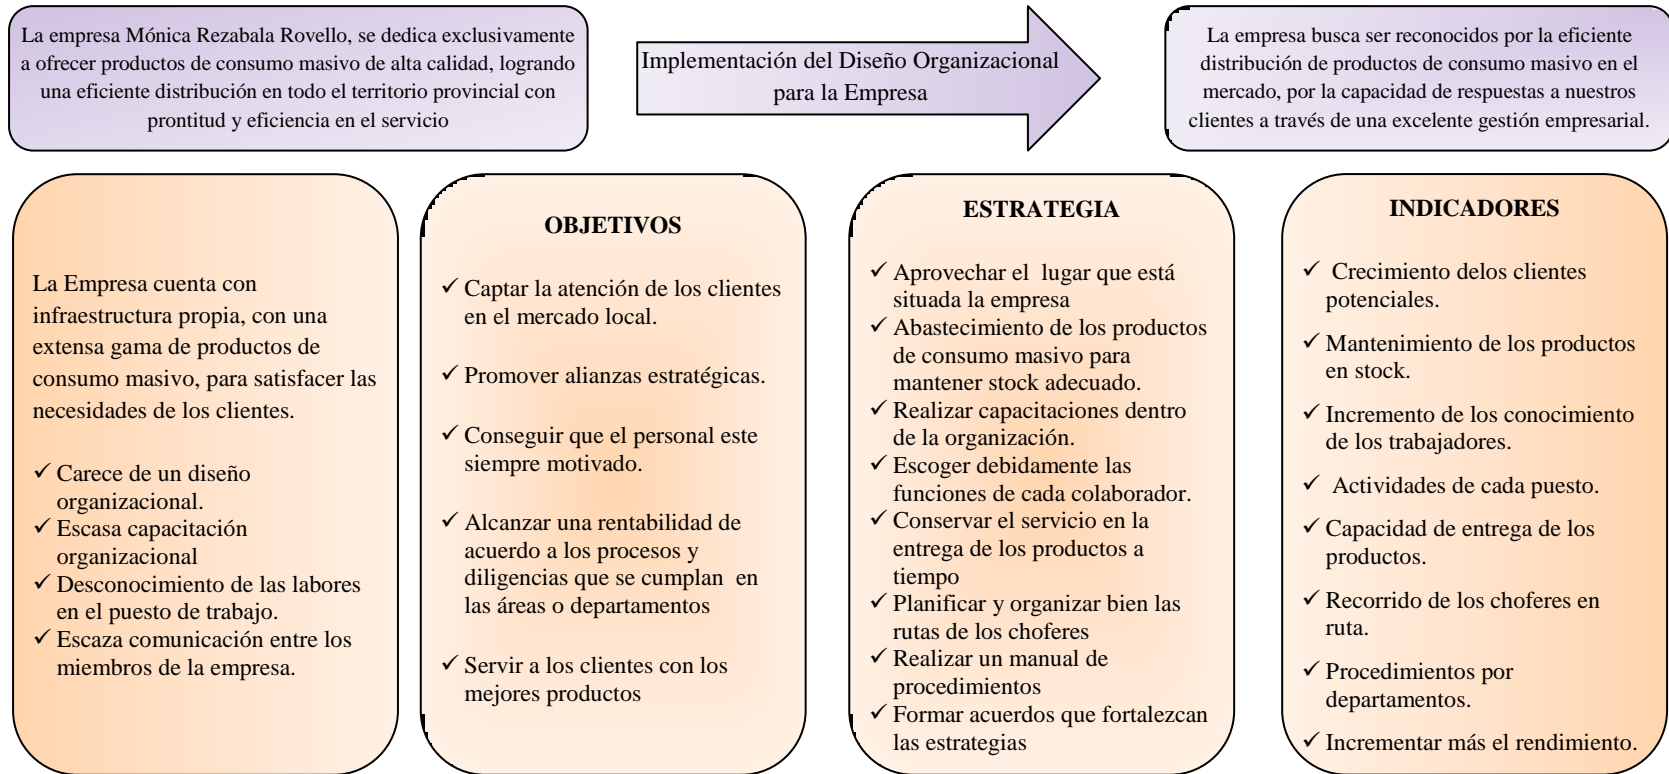 La empresa Mónica Rezabala Rovello, se dedica exclusivamente
a ofrecer productos de consumo masivo de alta calidad, logrando
una eficiente distribución en todo el territorio provincial con
prontitud y eficiencia en el servicio
Implementación del Diseño Organizacional
para la Empresa
La empresa busca ser reconocidos por la eficiente
distribución de productos de consumo masivo en el
mercado, por la capacidad de respuestas a nuestros
clientes a través de una excelente gestión empresarial.
La Empresa cuenta con
infraestructura propia, con una
extensa gama de productos de
consumo masivo, para satisfacer las
necesidades de los clientes.
✓ Carece de un diseño
organizacional.
✓ Escasa capacitación
organizacional
✓ Desconocimiento de las labores
en el puesto de trabajo.
✓ Escaza comunicación entre los
miembros de la empresa.
OBJETIVOS
✓ Captar la atención de los clientes
en el mercado local.
✓ Promover alianzas estratégicas.
✓ Conseguir que el personal este
siempre motivado.
✓ Alcanzar una rentabilidad de
acuerdo a los procesos y
diligencias que se cumplan en
las áreas o departamentos
✓ Servir a los clientes con los
mejores productos
ESTRATEGIA
✓ Aprovechar el lugar que está
situada la empresa
✓ Abastecimiento de los productos
de consumo masivo para
mantener stock adecuado.
✓ Realizar capacitaciones dentro
de la organización.
✓ Escoger debidamente las
funciones de cada colaborador.
✓ Conservar el servicio en la
entrega de los productos a
tiempo
✓ Planificar y organizar bien las
rutas de los choferes
✓ Realizar un manual de
procedimientos
✓ Formar acuerdos que fortalezcan
las estrategias
INDICADORES
✓ Crecimiento delos clientes
potenciales.
✓ Mantenimiento de los productos
en stock.
✓ Incremento de los conocimiento
de los trabajadores.
✓ Actividades de cada puesto.
✓ Capacidad de entrega de los
productos.
✓ Recorrido de los choferes en
ruta.
✓ Procedimientos por
departamentos.
✓ Incrementar más el rendimiento.